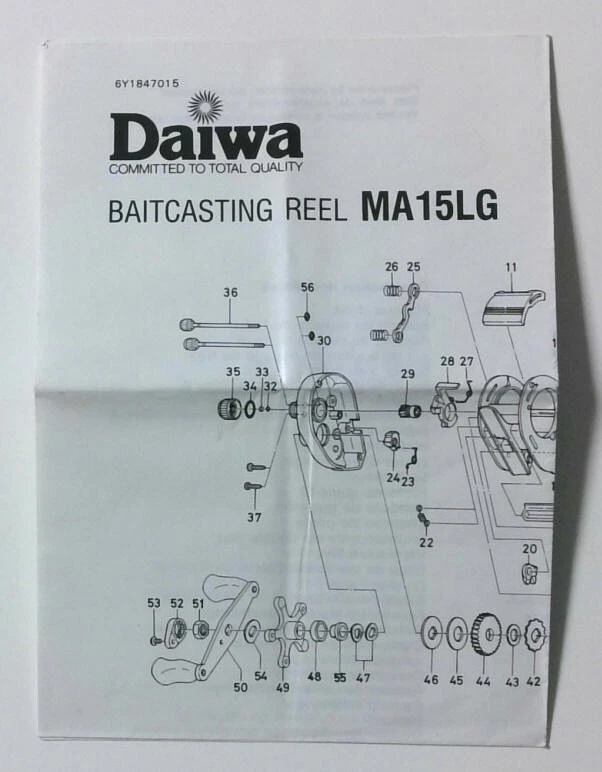 6Y1847015
Daiwa
COMMITTED TO TOTAL QUALITY
BAITCASTING REEL MA15LG
26 25 11
36 56
30
35 34 33 32 29 28 27
24 23
37 22
20
53 52 51
50 54 49 48 55 47 46 45 44 43 42